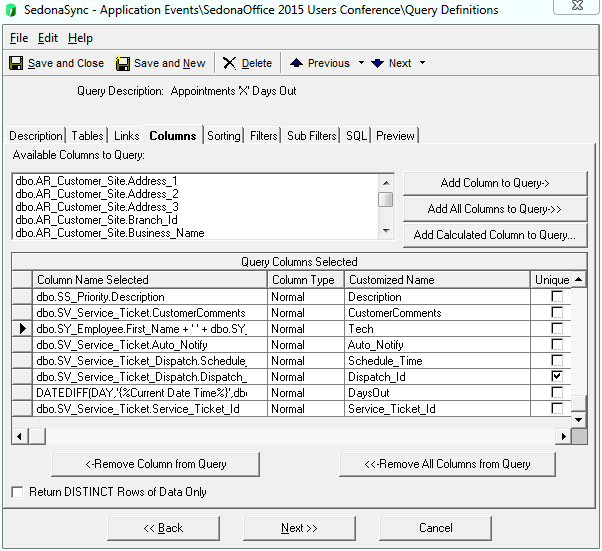 SedonaSync - Application Events\SedonaOffice 2015 Users Conference\Query Definitions
File Edit Help
Save and Close Save and New Delete Previous Next
Query Description: Appointments 'X' Days Out
Description Tables Links Columns Sorting Filters Sub Filters SQL Preview
Available Columns to Query:
dbo.AR_Customer_Site.Address_1
dbo.AR_Customer_Site.Address_2
dbo.AR_Customer_Site.Address_3
dbo.AR_Customer_Site.Branch_Id
dbo.AR_Customer_Site.Business_Name
Add Column to Query->
Add All Columns to Query->>
Add Calculated Column to Query...
Query Columns Selected
Column Name Selected Column Type Customized Name Unique
dbo.SS_Priority.Description Normal Description
dbo.SV_Service_Ticket.CustomerComments Normal CustomerComments
dbo.SY_Employee.First_Name + ' ' + dbo.SY_ Normal Tech
dbo.SV_Service_Ticket.Auto_Notify Normal Auto_Notify
dbo.SV_Service_Ticket_Dispatch.Schedule_ Normal Schedule_Time
dbo.SV_Service_Ticket_Dispatch.Dispatch_ Normal Dispatch_Id
DATEDIFF(DAY,'{%Current Date Time%}',dbo Normal DaysOut
dbo.SV_Service_Ticket.Service_Ticket_Id Normal Service_Ticket_Id
<-Remove Column from Query <<-Remove All Columns from Query
Return DISTINCT Rows of Data Only
<< Back Next >> Cancel